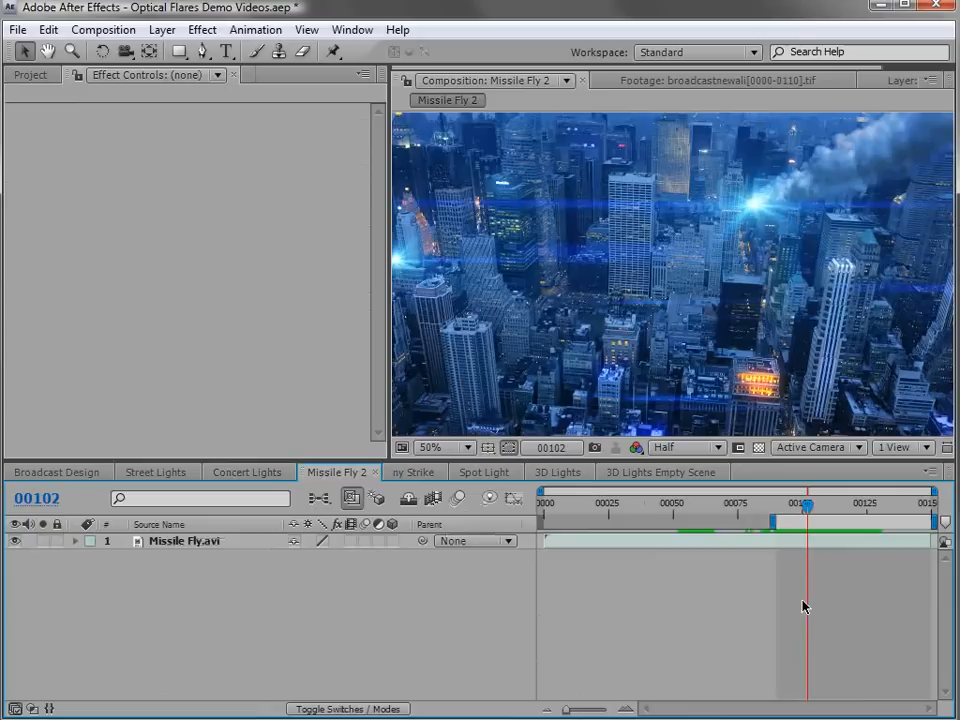 Adobe After Effects - Optical Flares Demo Videos.aep *
File Edit Composition Layer Effect Animation View Window Help
Workspace: Standard Search Help
Project Effect Controls: (none) Composition: Missile Fly 2 Footage: broadcastnewali[0000-0110].tif Layer:
Missile Fly 2
50% 00102 Half Active Camera 1 View
Broadcast Design Street Lights Concert Lights Missile Fly 2 ny Strike Spot Light 3D Lights 3D Lights Empty Scene
00102 0000 00025 00050 00075 0010 00125 0015
# Source Name Parent
1 Missile Fly.avi None
Toggle Switches / Modes